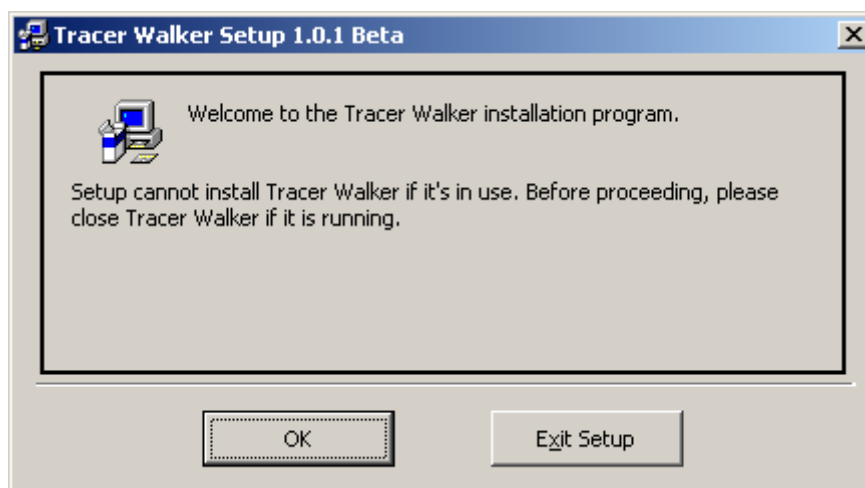 Tracer Walker Setup 1.0.1 Beta
Welcome to the Tracer Walker installation program.
Setup cannot install Tracer Walker if it's in use. Before proceeding, please
close Tracer Walker if it is running.
OK
Exit Setup